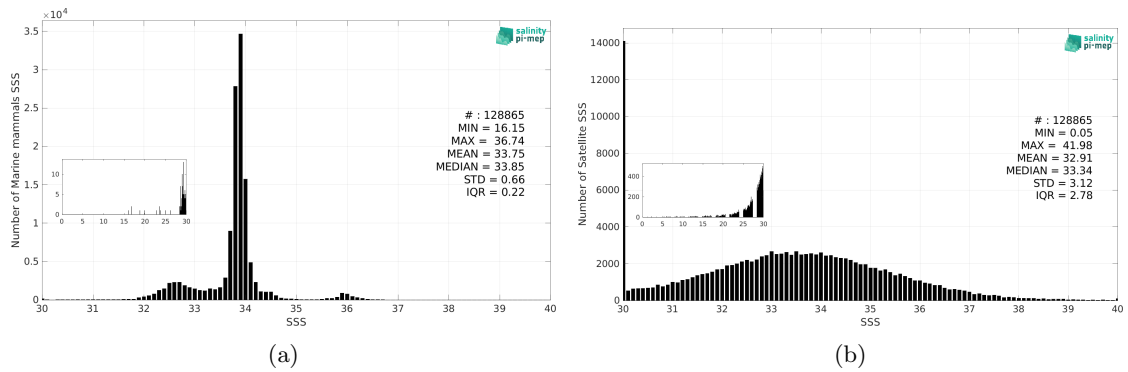 ×10⁴
3.5
3
2.5
2
1.5
1
0.5
0
Number of Marine mammals SSS
salinity
pi-mep
# : 128865
MIN = 16.15
MAX = 36.74
MEAN = 33.75
MEDIAN = 33.85
STD = 0.66
IQR = 0.22
10
5
0
0 5 10 15 20 25 30
30 31 32 33 34 35 36 37 38 39 40
SSS
(a)
14000
12000
10000
8000
6000
4000
2000
0
Number of Satellite SSS
salinity
pi-mep
# : 128865
MIN = 0.05
MAX = 41.98
MEAN = 32.91
MEDIAN = 33.34
STD = 3.12
IQR = 2.78
400
200
0
0 5 10 15 20 25 30
30 31 32 33 34 35 36 37 38 39 40
SSS
(b)